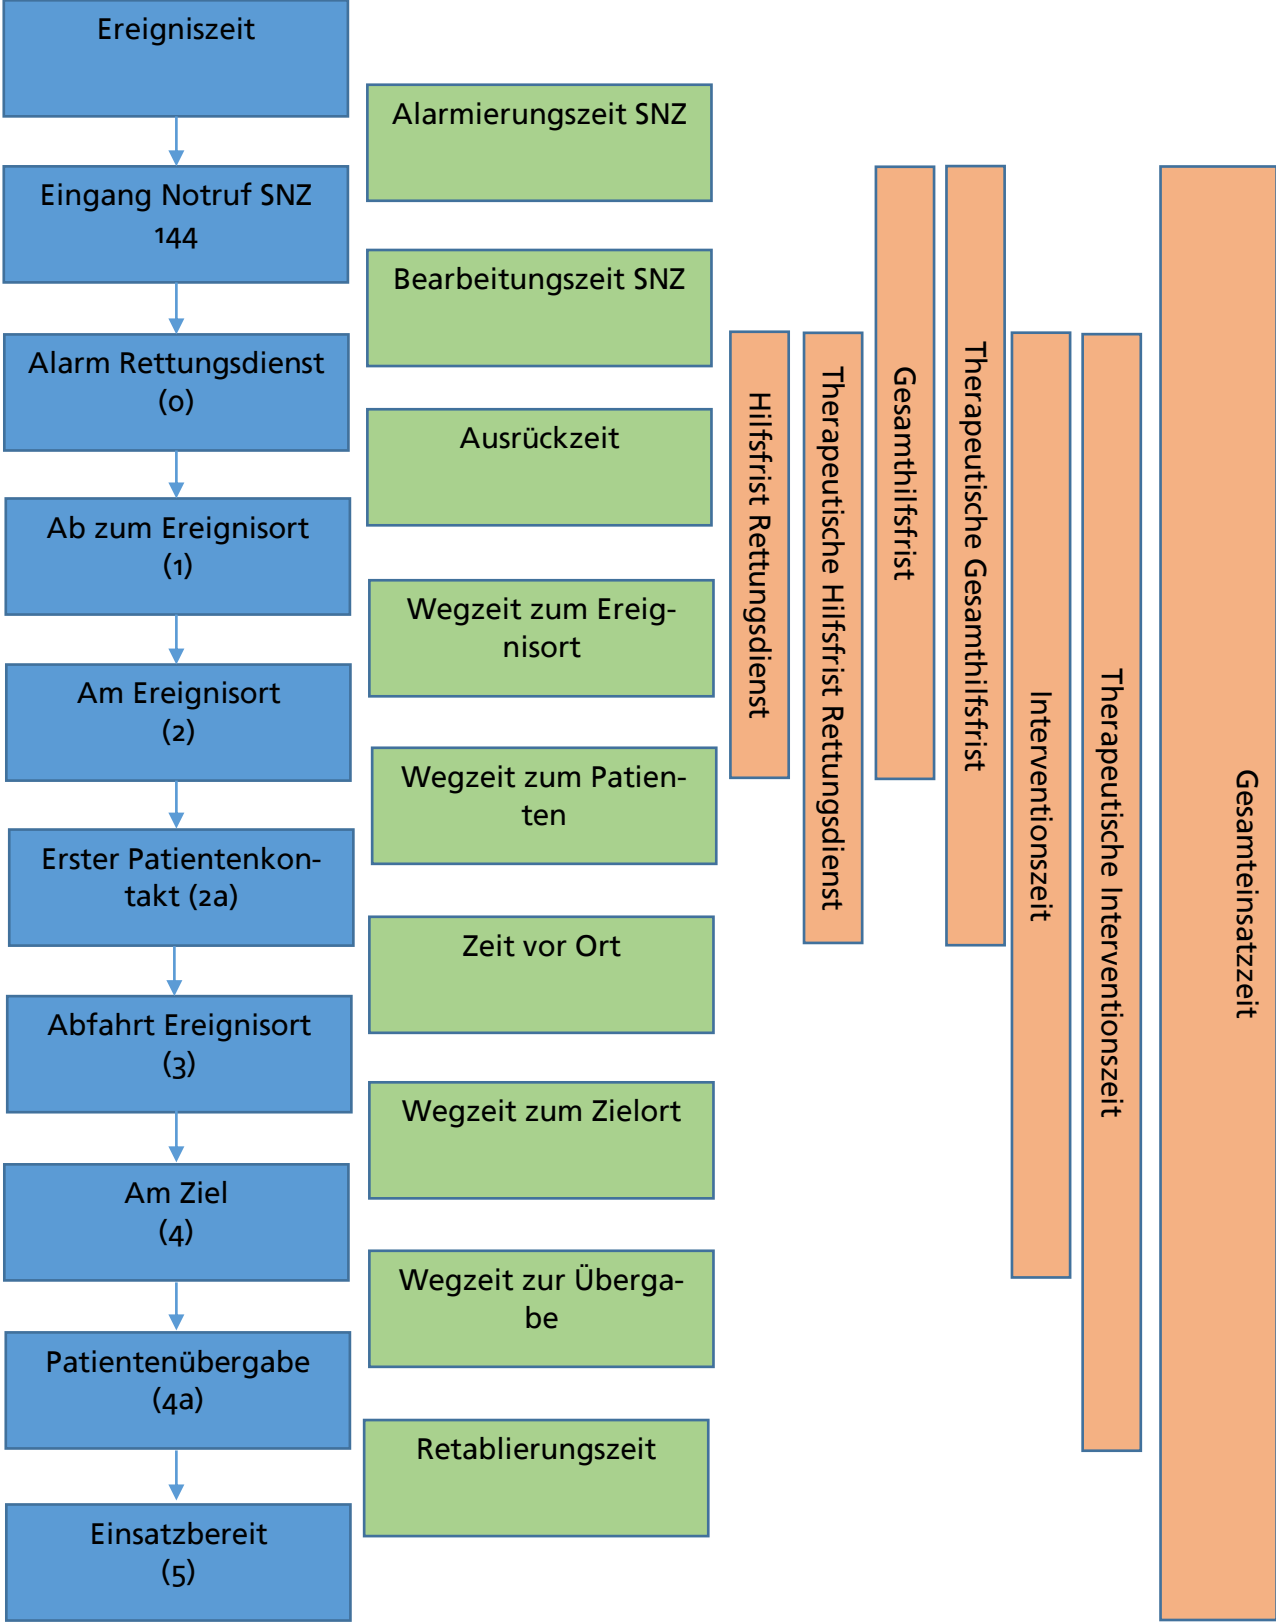 Ereigniszeit
Eingang Notruf SNZ
144
Alarm Rettungsdienst
(0)
Ab zum Ereignisort
(1)
Am Ereignisort
(2)
Erster Patientenkon-
takt (2a)
Abfahrt Ereignisort
(3)
Am Ziel
(4)
Patientenübergabe
(4a)
Einsatzbereit
(5)
Alarmierungszeit SNZ
Bearbeitungszeit SNZ
Ausrückzeit
Wegzeit zum Ereig-
nisort
Wegzeit zum Patien-
ten
Zeit vor Ort
Wegzeit zum Zielort
Wegzeit zur Überga-
be
Retablierungszeit
Hilfsfrist Rettungsdienst
Therapeutische Hilfsfrist Rettungsdienst
Gesamthilfsfrist
Therapeutische Gesamthilfsfrist
Interventionszeit
Therapeutische Interventionszeit
Gesamteinsatzzeit